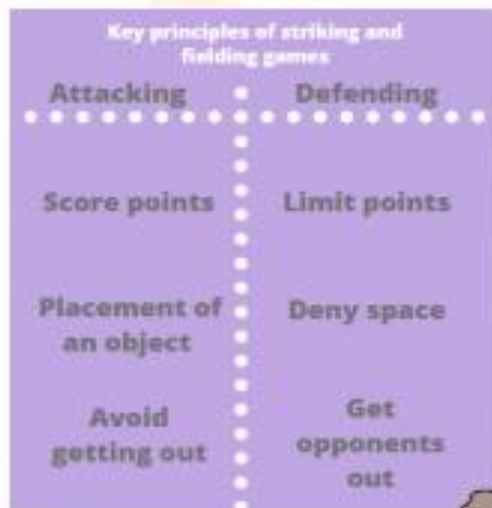 Key principles of striking and
fielding games
Attacking
Defending
Score points
Limit points
Placement of
an object
Deny space
Avoid
getting out
Get
opponents
out